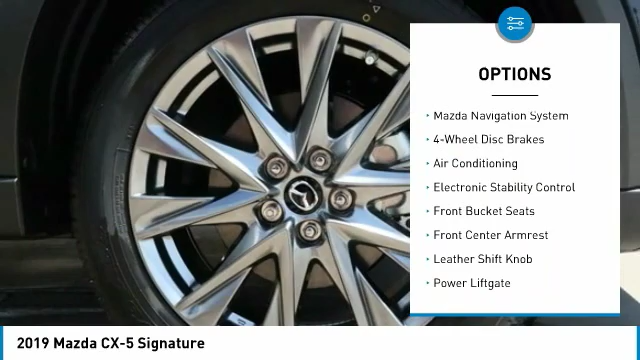 OPTIONS
Mazda Navigation System
4-Wheel Disc Brakes
Air Conditioning
Electronic Stability Control
Front Bucket Seats
Front Center Armrest
Leather Shift Knob
Power Liftgate
2019 Mazda CX-5 Signature